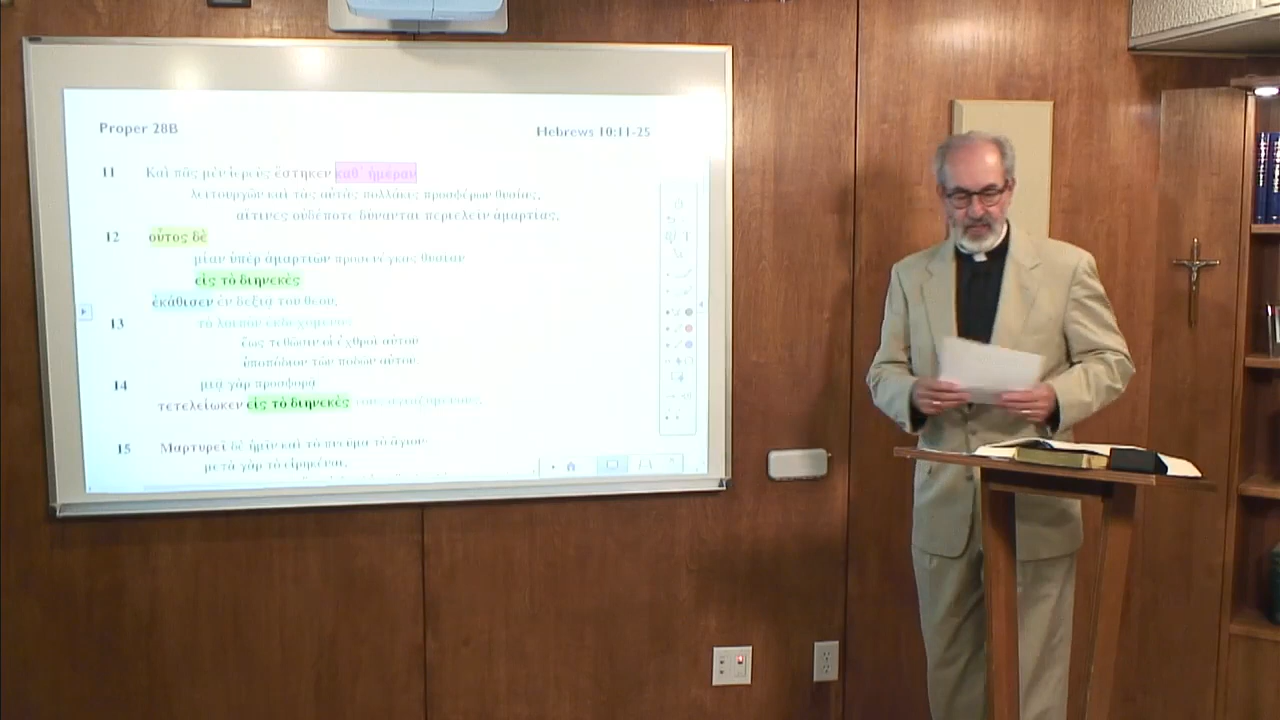 Proper 28B
Hebrews 10:11-25
11 Καὶ πᾶς μὲν ἱερεὺς ἕστηκεν καθ᾽ ἡμέραν
λειτουργῶν καὶ τὰς αὐτὰς πολλάκις προσφέρων θυσίας,
αἵτινες οὐδέποτε δύνανται περιελεῖν ἁμαρτίας,
12 οὗτος δὲ
μίαν ὑπὲρ ἁμαρτιῶν προσενέγκας θυσίαν
εἰς τὸ διηνεκὲς
ἐκάθισεν ἐν δεξιᾷ τοῦ θεοῦ,
13 τὸ λοιπὸν ἐκδεχόμενος
ἕως τεθῶσιν οἱ ἐχθροὶ αὐτοῦ
ὑποπόδιον τῶν ποδῶν αὐτοῦ.
14 μιᾷ γὰρ προσφορᾷ
τετελείωκεν εἰς τὸ διηνεκὲς τοὺς ἁγιαζομένους.
15 Μαρτυρεῖ δὲ ἡμῖν καὶ τὸ πνεῦμα τὸ ἅγιον·
μετὰ γὰρ τὸ εἰρηκέναι,